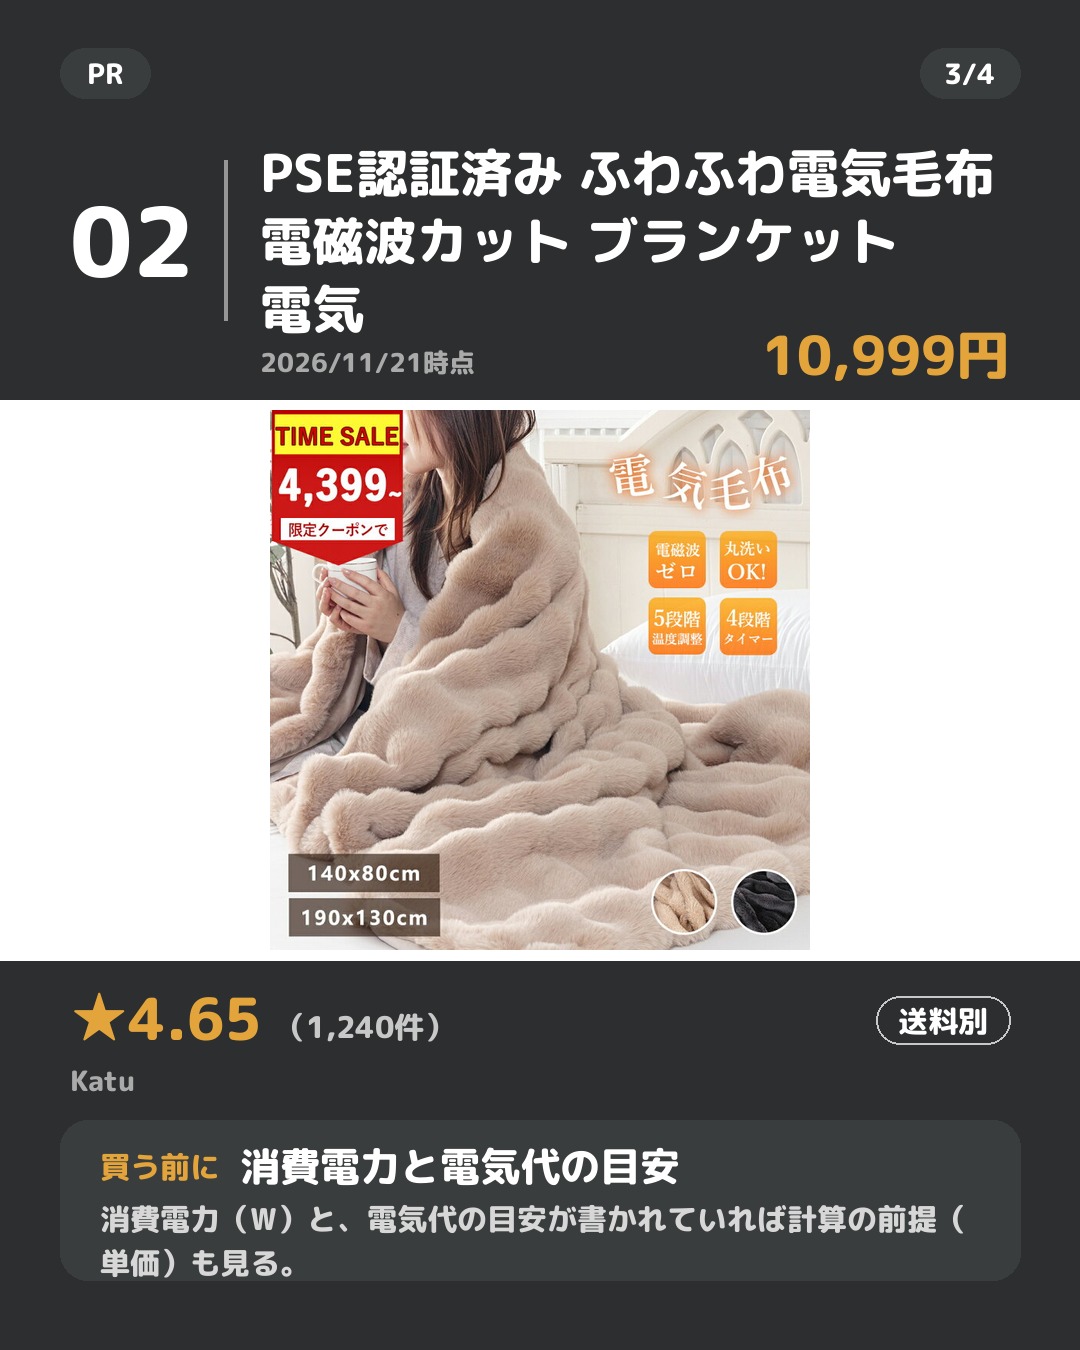 PR
3/4
02
PSE認証済み ふわふわ電気毛布
電磁波カット ブランケット
電気
2026/11/21時点
10,999円
TIME SALE
4,399~
限定クーポンで
電気毛布
電磁波
ゼロ
丸洗い
OK!
5段階
温度調整
4段階
タイマー
140x80cm
190x130cm
★4.65
（1,240件）
送料別
Katu
買う前に 消費電力と電気代の目安
消費電力（W）と、電気代の目安が書かれていれば計算の前提（
単価）も見る。